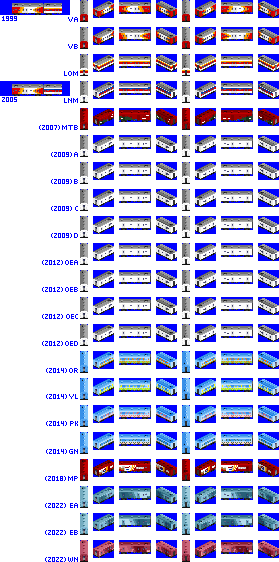 1999
VA
VB
LOM
LNM
2005
(2007) MTB
(2009) A
(2009) B
(2009) C
(2009) D
(2012) OEA
(2012) OEB
(2012) OEC
(2012) OED
(2014) OR
(2014) YL
(2014) PK
(2014) GN
(2018) MP
(2022) EA
(2022) EB
(2022) WN